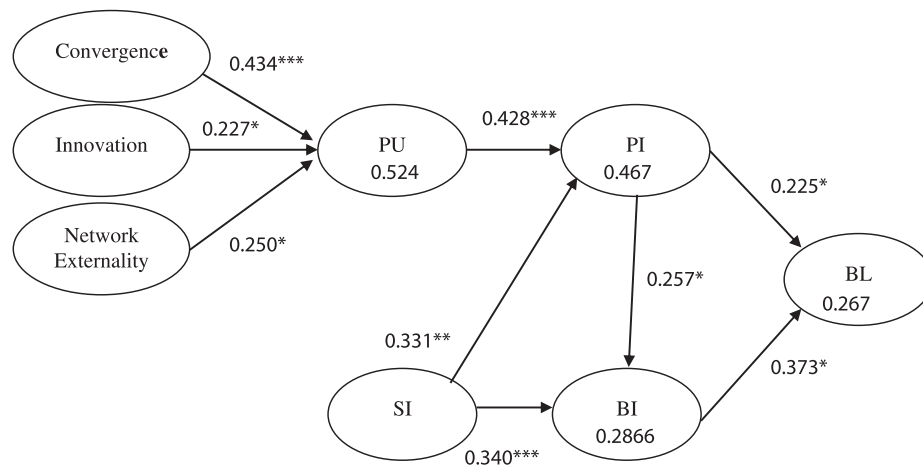 Convergence
0.434***
Innovation
0.227*
Network
Externality
0.250*
PU
0.524
0.428***
PI
0.467
0.225*
BL
0.267
0.257*
0.331**
SI
0.340***
BI
0.2866
0.373*